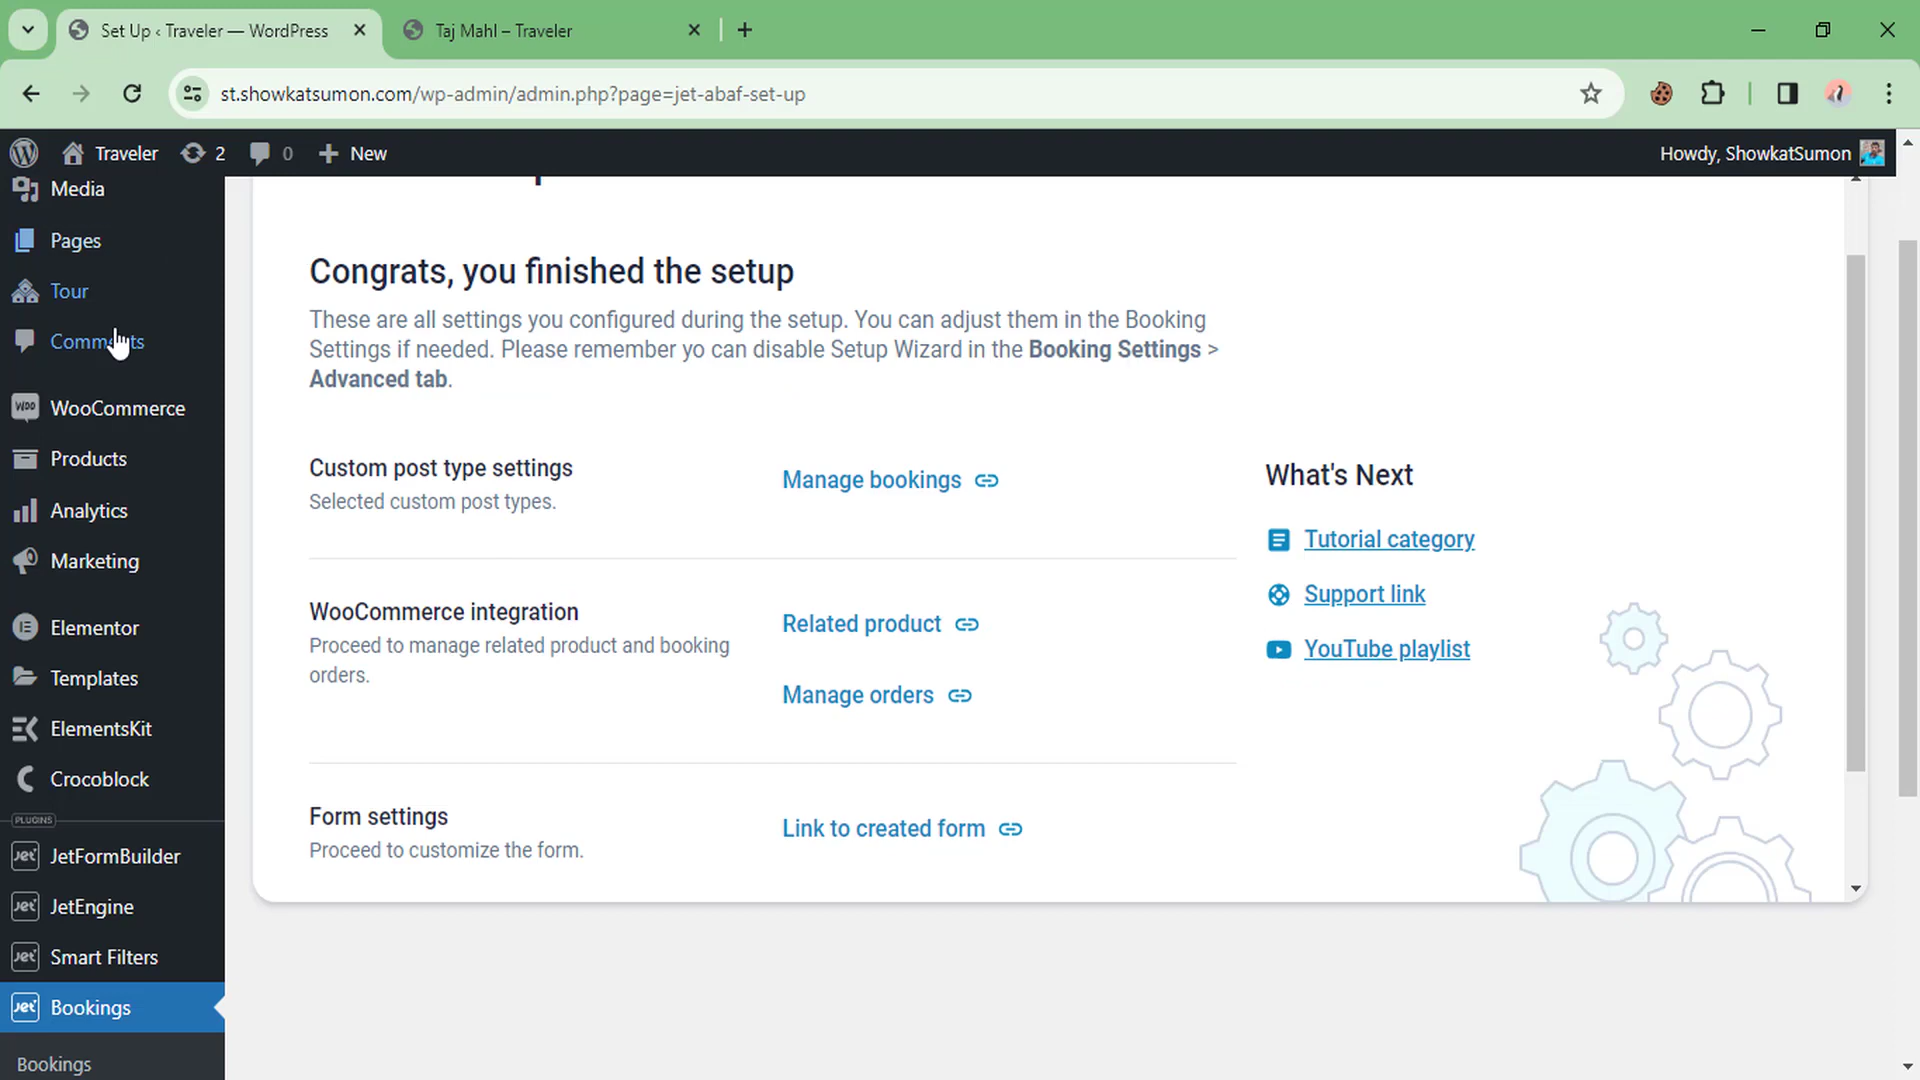 Set Up ‹ Traveler — WordPress
Taj Mahl – Traveler
st.showkatsumon.com/wp-admin/admin.php?page=jet-abaf-set-up
Traveler
2
0
New
Howdy, ShowkatSumon
Media
Pages
Tour
Comments
WooCommerce
Products
Analytics
Marketing
Elementor
Templates
ElementsKit
Crocoblock
PLUGINS
JetFormBuilder
JetEngine
Smart Filters
Bookings
Bookings
Congrats, you finished the setup
These are all settings you configured during the setup. You can adjust them in the Booking
Settings if needed. Please remember yo can disable Setup Wizard in the Booking Settings >
Advanced tab.
Custom post type settings
Selected custom post types.
Manage bookings
WooCommerce integration
Proceed to manage related product and booking
orders.
Related product
Manage orders
Form settings
Proceed to customize the form.
Link to created form
What's Next
Tutorial category
Support link
YouTube playlist